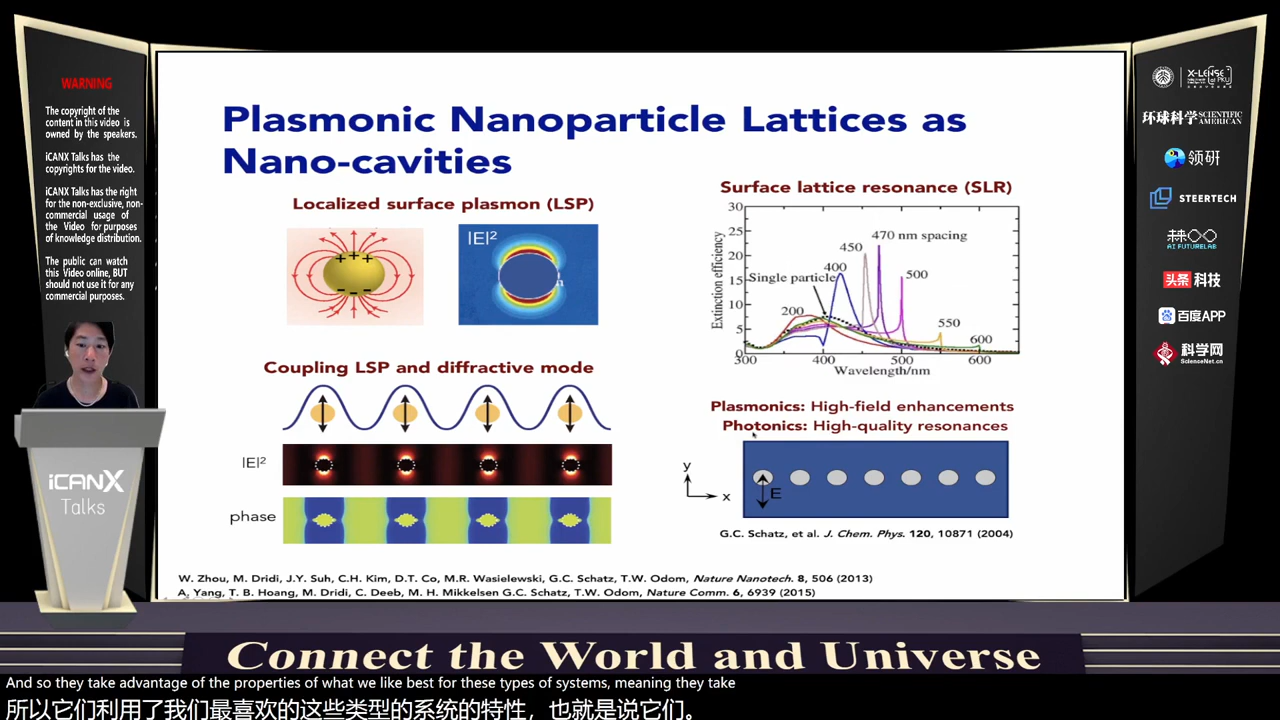 WARNING
The copyright of the
content in this video is
owned by the speakers.
iCANX Talks has the
copyrights for the video.
iCANX Talks has the right
for the non-exclusive, non-
commercial usage of
the Video for purposes
of knowledge distribution.
The public can watch
this Video online, BUT
should not use it for any
commercial purposes.
iCANX
Talks
Plasmonic Nanoparticle Lattices as
Nano-cavities
Localized surface plasmon (LSP)
+ + +
- - -
|E|²
Coupling LSP and diffractive mode
|E|²
phase
Surface lattice resonance (SLR)
Extinction efficiency
30
25
20
15
10
5
0
470 nm spacing
450
400
500
Single particle
200
550
600
300
400
500
600
Wavelength/nm
Plasmonics: High-field enhancements
Photonics: High-quality resonances
y
x
E
G.C. Schatz, et al. J. Chem. Phys. 120, 10871 (2004)
W. Zhou, M. Dridi, J.Y. Suh, C.H. Kim, D.T. Co, M.R. Wasielewski, G.C. Schatz, T.W. Odom, Nature Nanotech. 8, 506 (2013)
A. Yang, T. B. Hoang, M. Dridi, C. Deeb, M. H. Mikkelsen G.C. Schatz, T.W. Odom, Nature Comm. 6, 6939 (2015)
X-LENSE
环球科学 SCIENTIFIC AMERICAN
领研
STEERTECH
AI FUTURELAB
头条 科技
百度APP
科学网
ScienceNet.cn
Connect the World and Universe
And so they take advantage of the properties of what we like best for these types of systems, meaning they take
所以它们利用了我们最喜欢的这些类型的系统的特性，也就是说它们。